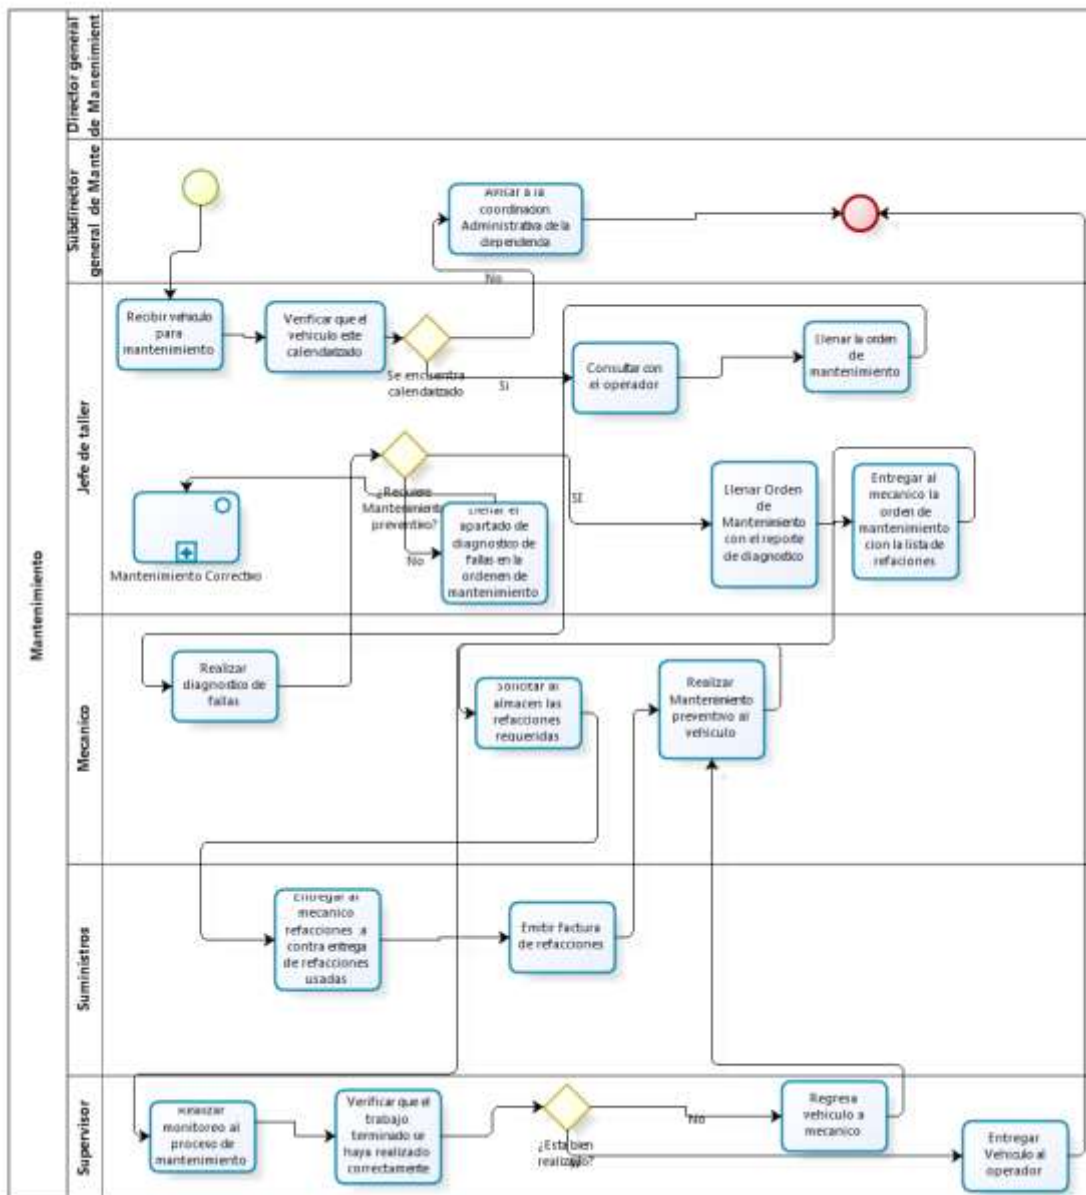 Mantenimiento
Director general
de Manenimient
Subdirector
general de Mante
Avisar a la
coordinacion
Administrativa de la
dependencia
No
Jefe de taller
Recibir vehiculo
para
mantenimiento
Verificar que el
vehiculo este
calendarizado
Se encuentra
calendarizado
Si
Consultar con
el operador
Llenar la orden
de
mantenimiento
¿Requiere
Mantenimiento
preventivo?
No
SI
Mantenimiento Correctivo
Llenar el
apartado de
diagnostico de
fallas en la
ordenen de
mantenimiento
Llenar Orden
de
Mantenimiento
con el reporte
de diagnostico
Entregar al
mecanico la
orden de
mantenimiento
cion la lista de
refaciones
Mecanico
Realizar
diagnostico de
fallas
Solicitar al
almacen las
refacciones
requeridas
Realizar
Mantenimiento
preventivo al
vehiculo
Suministros
Entregar al
mecanico
refacciones a
contra entrega
de refacciones
usadas
Emitir factura
de refacciones
Supervisor
Realizar
monitoreo al
proceso de
mantenimiento
Verificar que el
trabajo
terminado se
haya realizado
correctamente
¿Esta bien
realizado?
No
Regresa
vehiculo a
mecanico
Entregar
Vehiculo al
operador